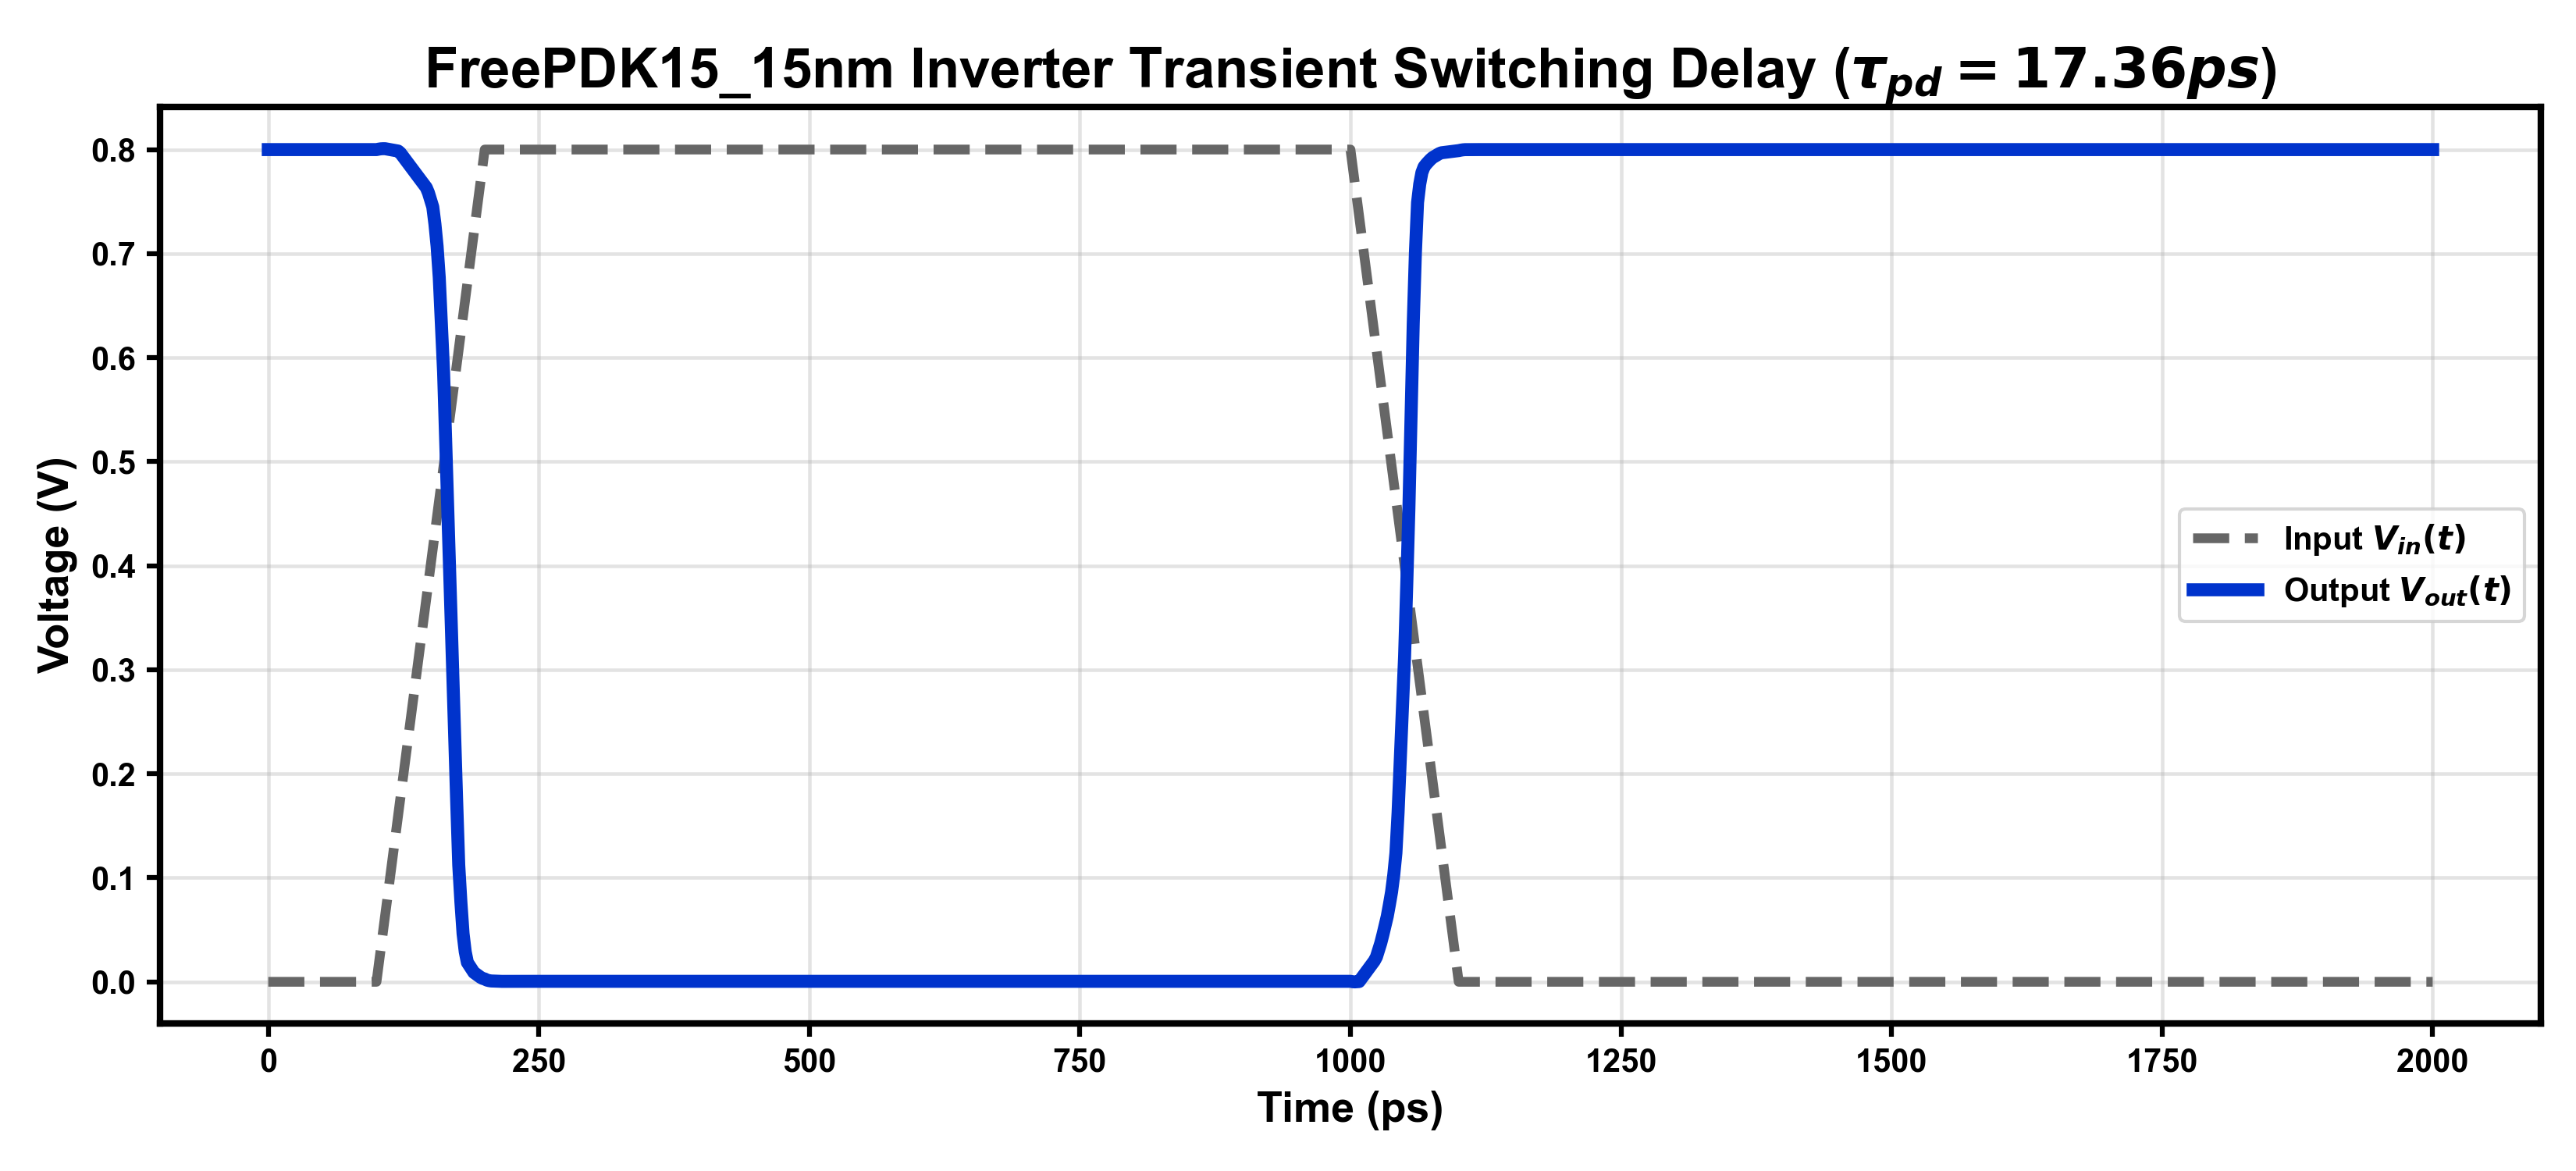 FreePDK15_15nm Inverter Transient Switching Delay (τpd = 17.36ps)
Voltage (V)
0.8
0.7
0.6
0.5
0.4
0.3
0.2
0.1
0.0
Input Vin(t)
Output Vout(t)
0 250 500 750 1000 1250 1500 1750 2000
Time (ps)